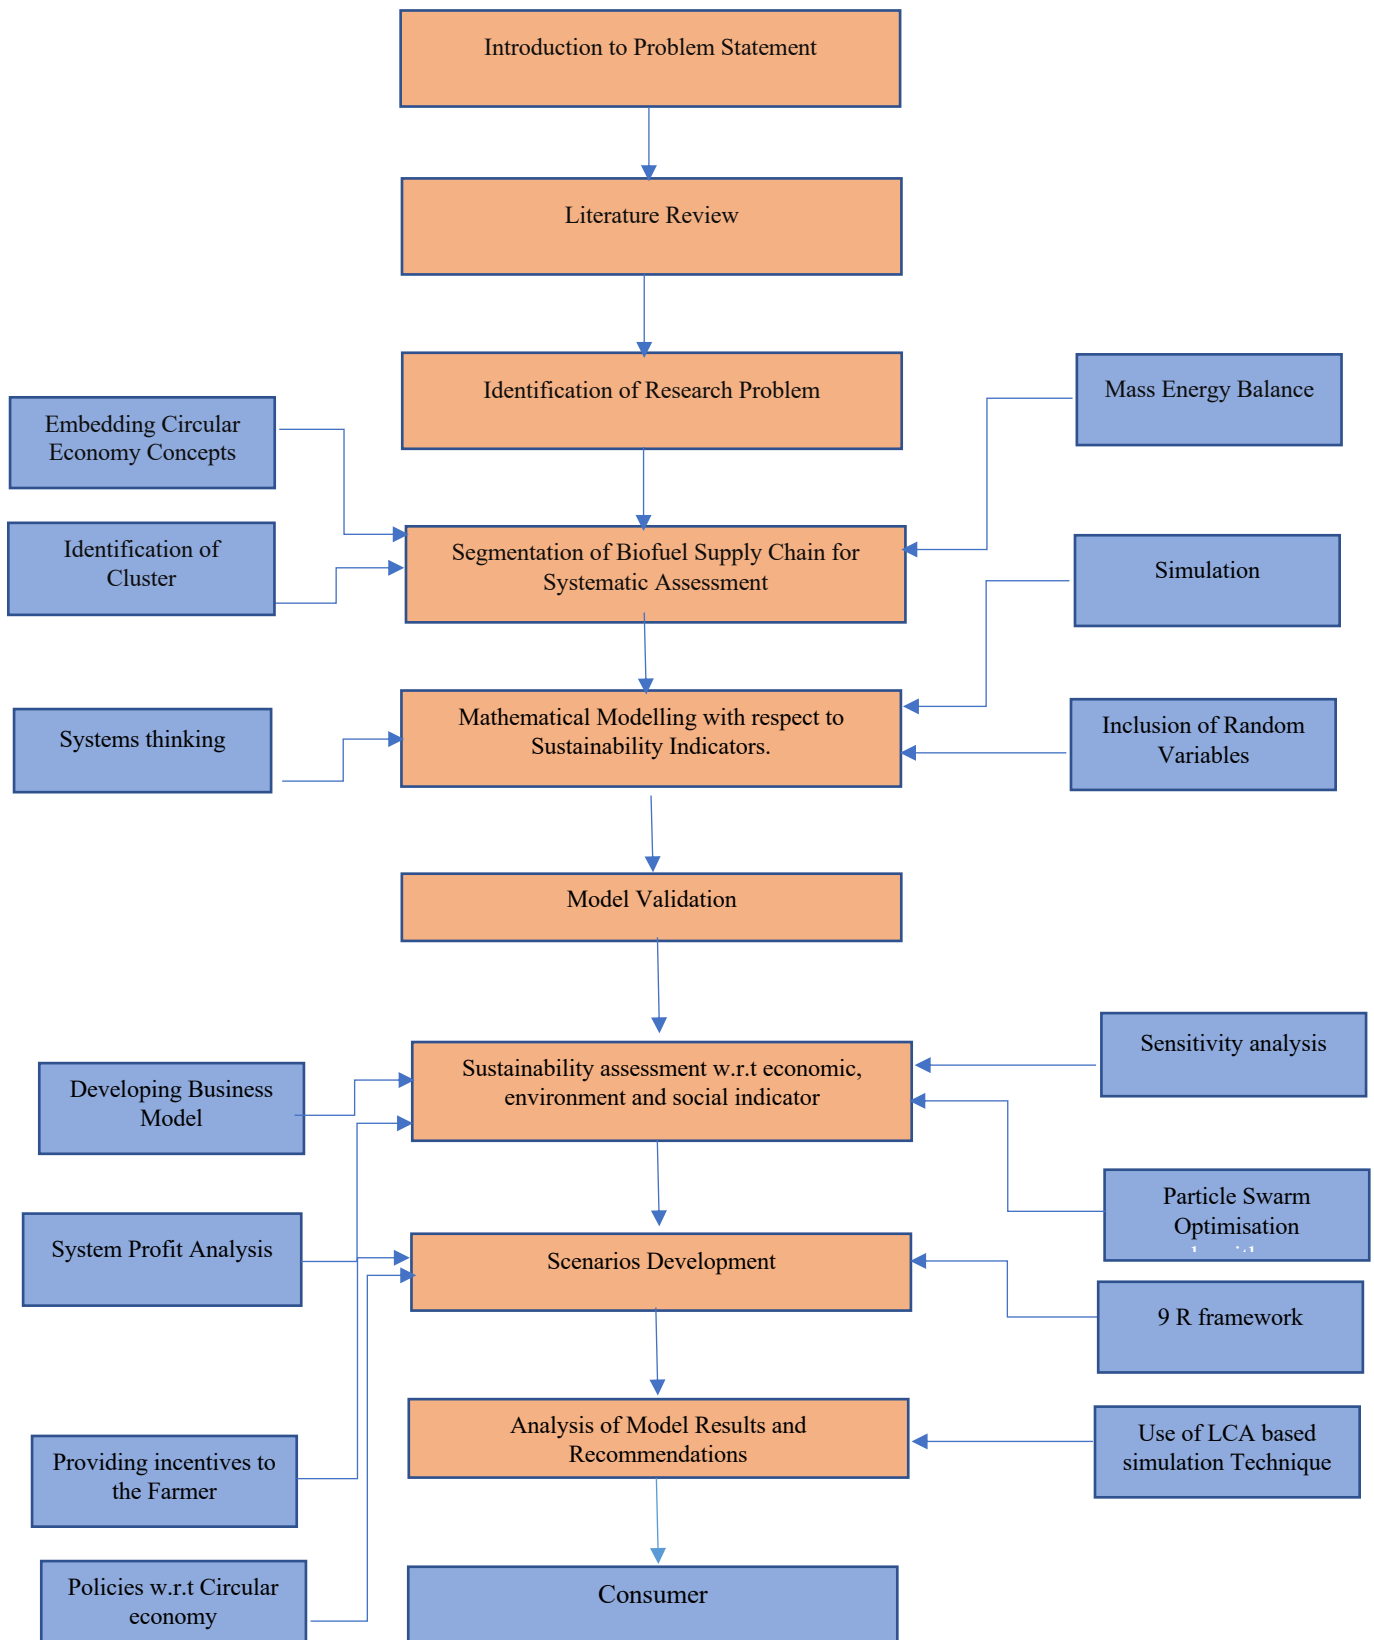 Introduction to Problem Statement
Literature Review
Identification of Research Problem
Mass Energy Balance
Embedding Circular
Economy Concepts
Identification of
Cluster
Segmentation of Biofuel Supply Chain for
Systematic Assessment
Simulation
Systems thinking
Mathematical Modelling with respect to
Sustainability Indicators.
Inclusion of Random
Variables
Model Validation
Sensitivity analysis
Developing Business
Model
Sustainability assessment w.r.t economic,
environment and social indicator
Particle Swarm
Optimisation
System Profit Analysis
Scenarios Development
9 R framework
Analysis of Model Results and
Recommendations
Use of LCA based
simulation Technique
Providing incentives to
the Farmer
Policies w.r.t Circular
economy
Consumer